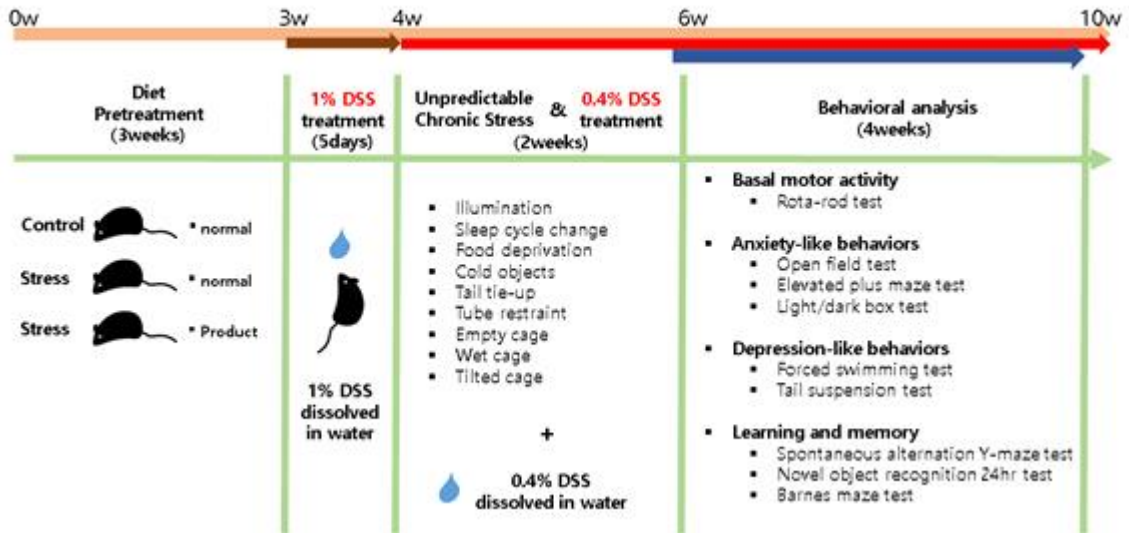 0w
3w
4w
6w
10w
Diet
Pretreatment
(3weeks)
1% DSS
treatment
(5days)
Unpredictable
Chronic Stress
&
0.4% DSS
treatment
(2weeks)
Behavioral analysis
(4weeks)
Control
▪ normal
Stress
▪ normal
Stress
▪ Product
1% DSS
dissolved
in water
▪ Illumination
▪ Sleep cycle change
▪ Food deprivation
▪ Cold objects
▪ Tail tie-up
▪ Tube restraint
▪ Empty cage
▪ Wet cage
▪ Tilted cage
+
0.4% DSS
dissolved in water
▪ Basal motor activity
▪ Rota-rod test
▪ Anxiety-like behaviors
▪ Open field test
▪ Elevated plus maze test
▪ Light/dark box test
▪ Depression-like behaviors
▪ Forced swimming test
▪ Tail suspension test
▪ Learning and memory
▪ Spontaneous alternation Y-maze test
▪ Novel object recognition 24hr test
▪ Barnes maze test